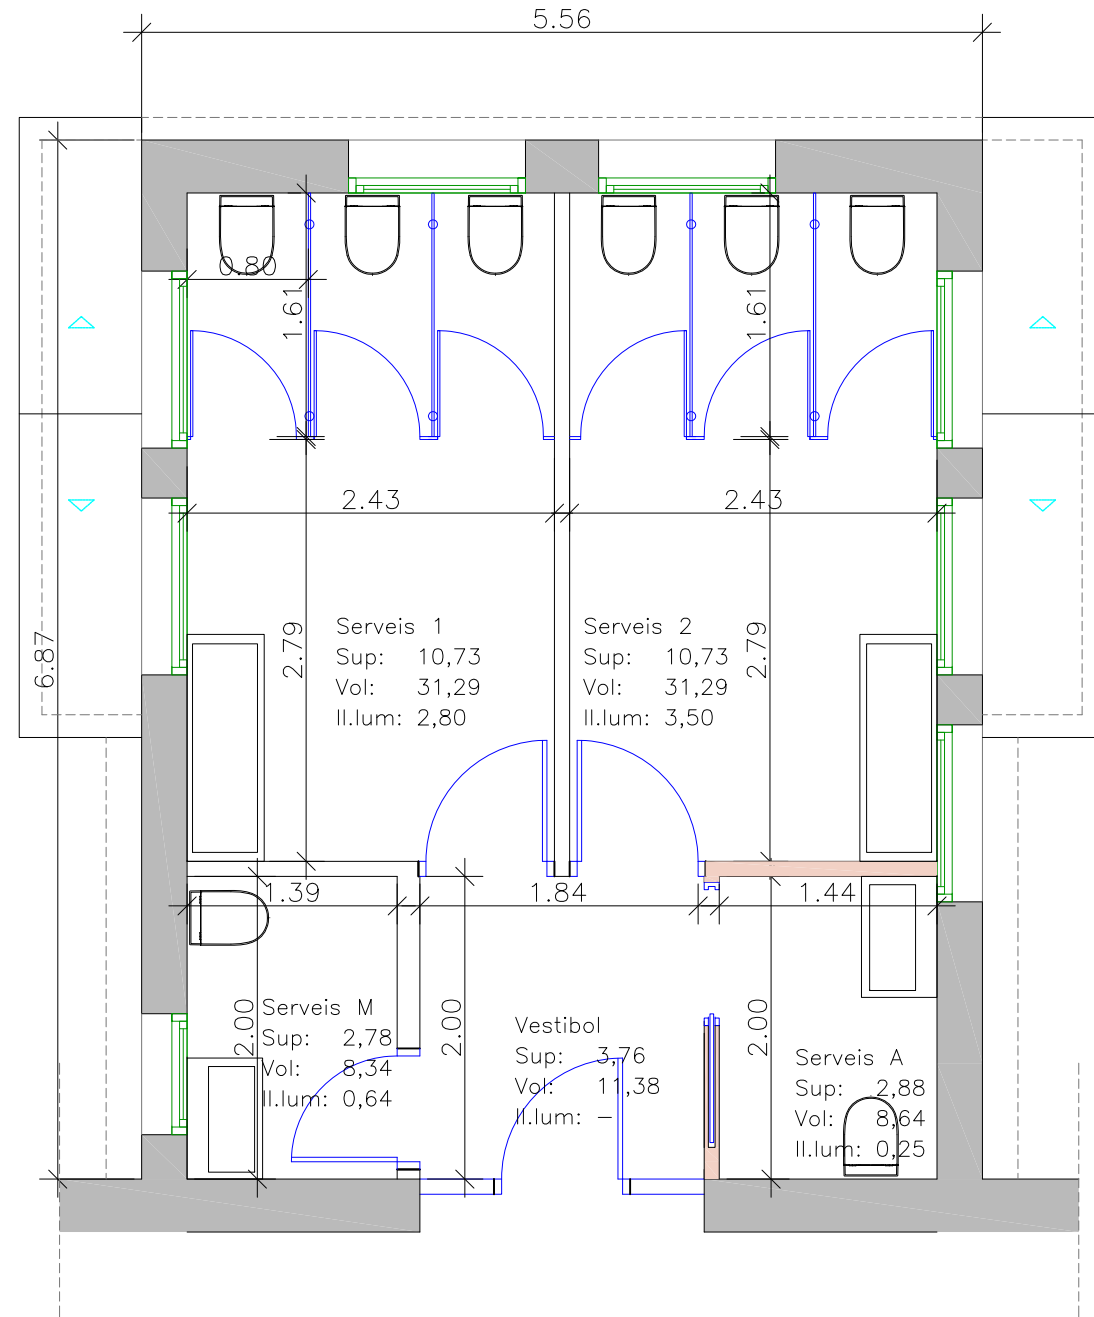 5.56
0.80
1.61
1.61
2.43
2.43
6.87
2.79
Serveis 1
Sup: 10,73
Vol: 31,29
Il.lum: 2,80
Serveis 2
Sup: 10,73
Vol: 31,29
Il.lum: 3,50
2.79
1.39
1.84
1.44
2.00
Serveis M
Sup: 2,78
Vol: 8,34
Il.lum: 0,64
2.00
Vestibol
Sup: 3,76
Vol: 11,38
Il.lum: –
2.00
Serveis A
Sup: 2,88
Vol: 8,64
Il.lum: 0,25